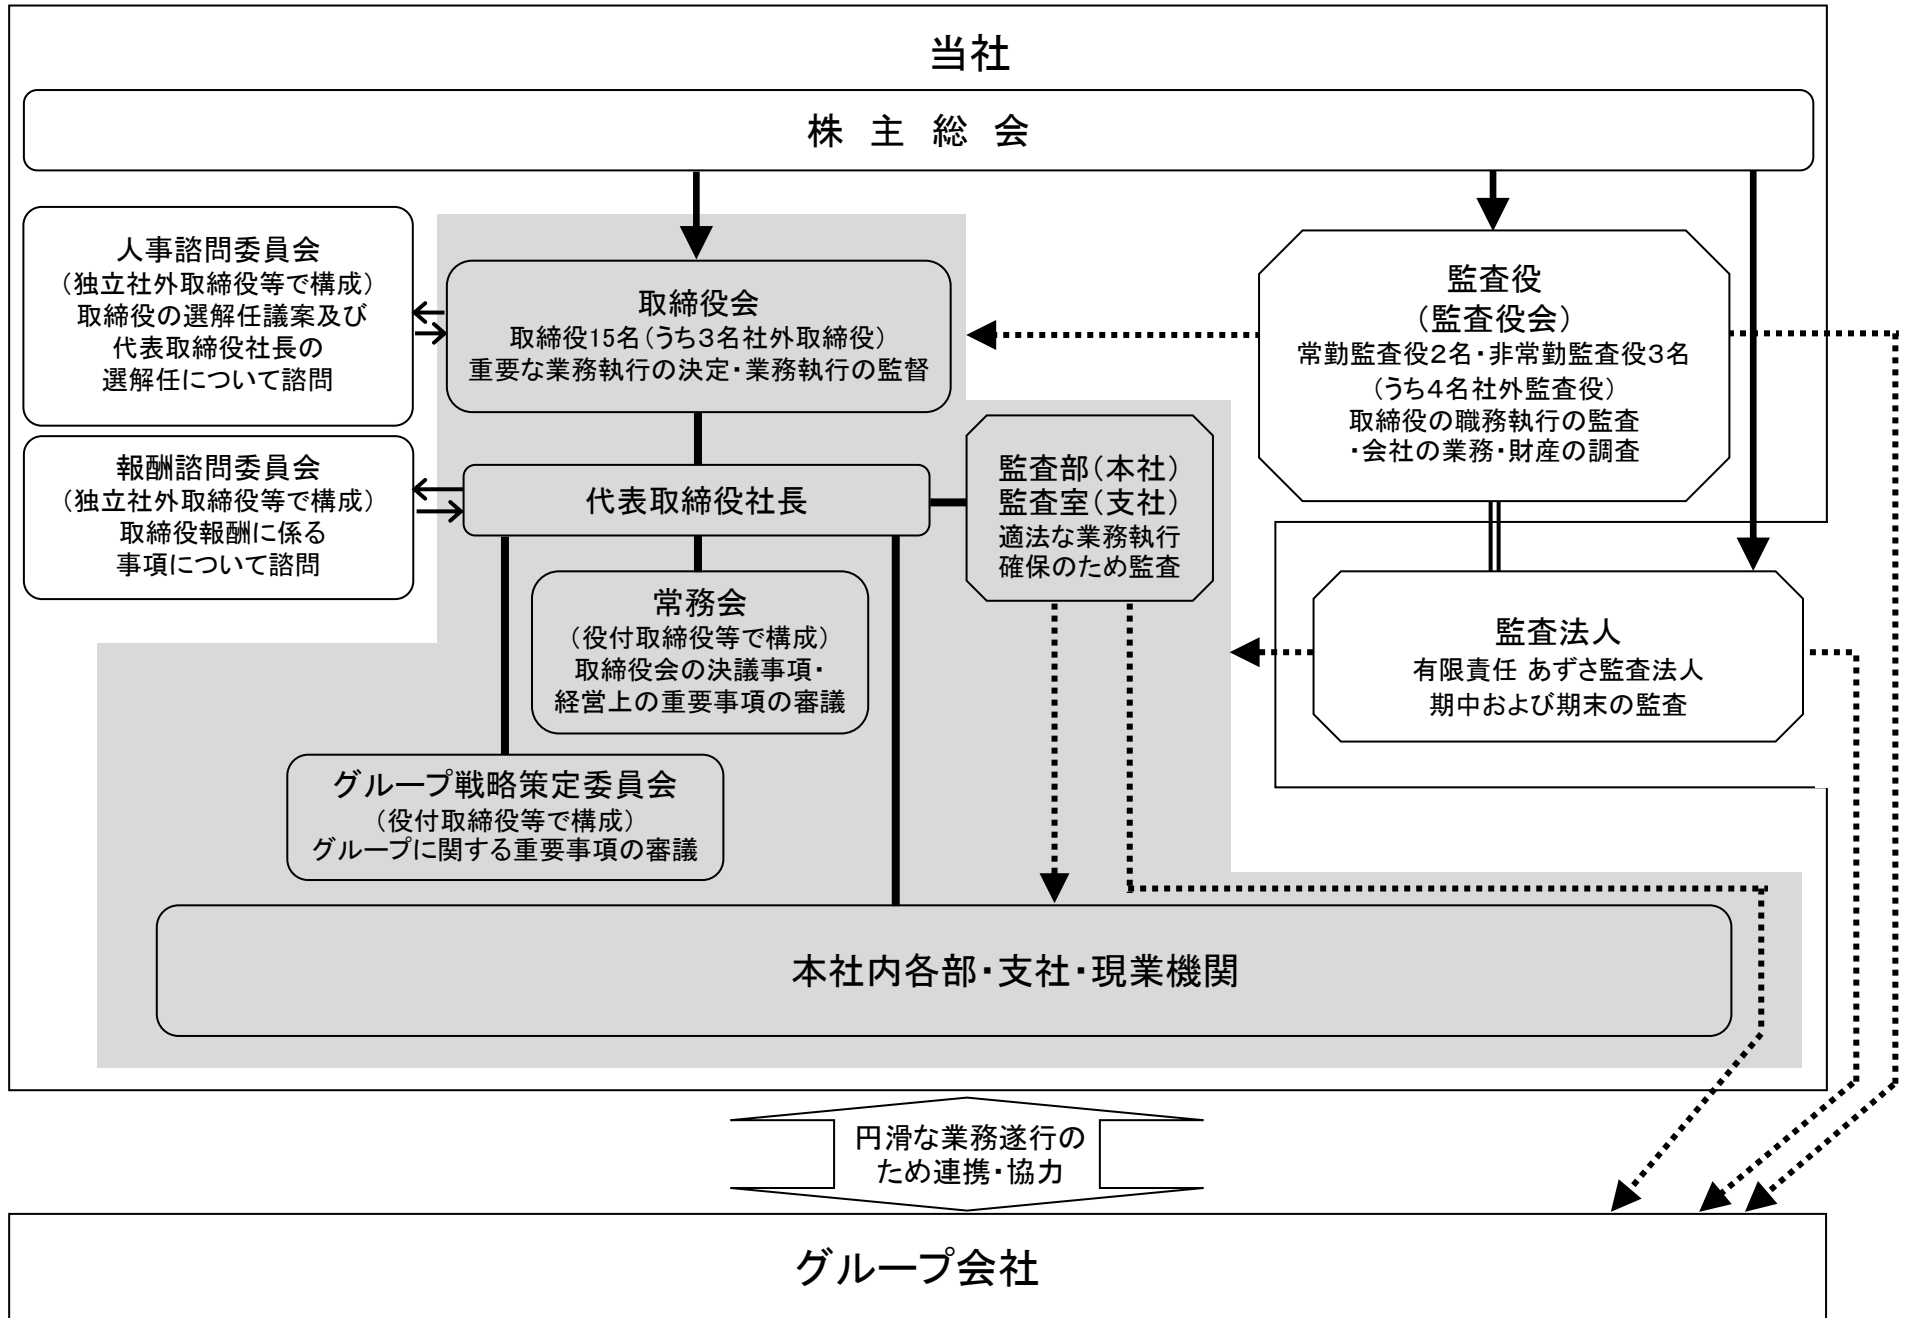 当社
株 主 総 会
人事諮問委員会
（独立社外取締役等で構成）
取締役の選解任議案及び
代表取締役社長の
選解任について諮問
取締役会
取締役15名（うち３名社外取締役）
重要な業務執行の決定・業務執行の監督
監査役
（監査役会）
常勤監査役２名・非常勤監査役３名
（うち４名社外監査役）
取締役の職務執行の監査
・会社の業務・財産の調査
報酬諮問委員会
（独立社外取締役等で構成）
取締役報酬に係る
事項について諮問
代表取締役社長
監査部（本社）
監査室（支社）
適法な業務執行
確保のため監査
常務会
（役付取締役等で構成）
取締役会の決議事項・
経営上の重要事項の審議
監査法人
有限責任 あずさ監査法人
期中および期末の監査
グループ戦略策定委員会
（役付取締役等で構成）
グループに関する重要事項の審議
本社内各部・支社・現業機関
円滑な業務遂行の
ため連携・協力
グループ会社